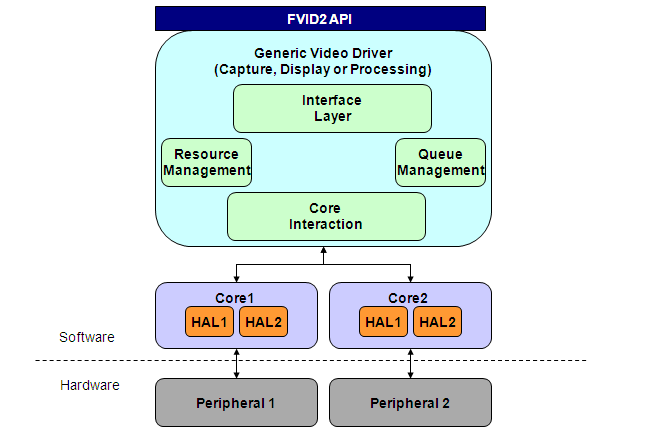 FVID2 API
Generic Video Driver
(Capture, Display or Processing)
Interface
Layer
Resource
Management
Queue
Management
Core
Interaction
Core1
Core2
HAL1
HAL2
HAL1
HAL2
Software
Hardware
Peripheral 1
Peripheral 2